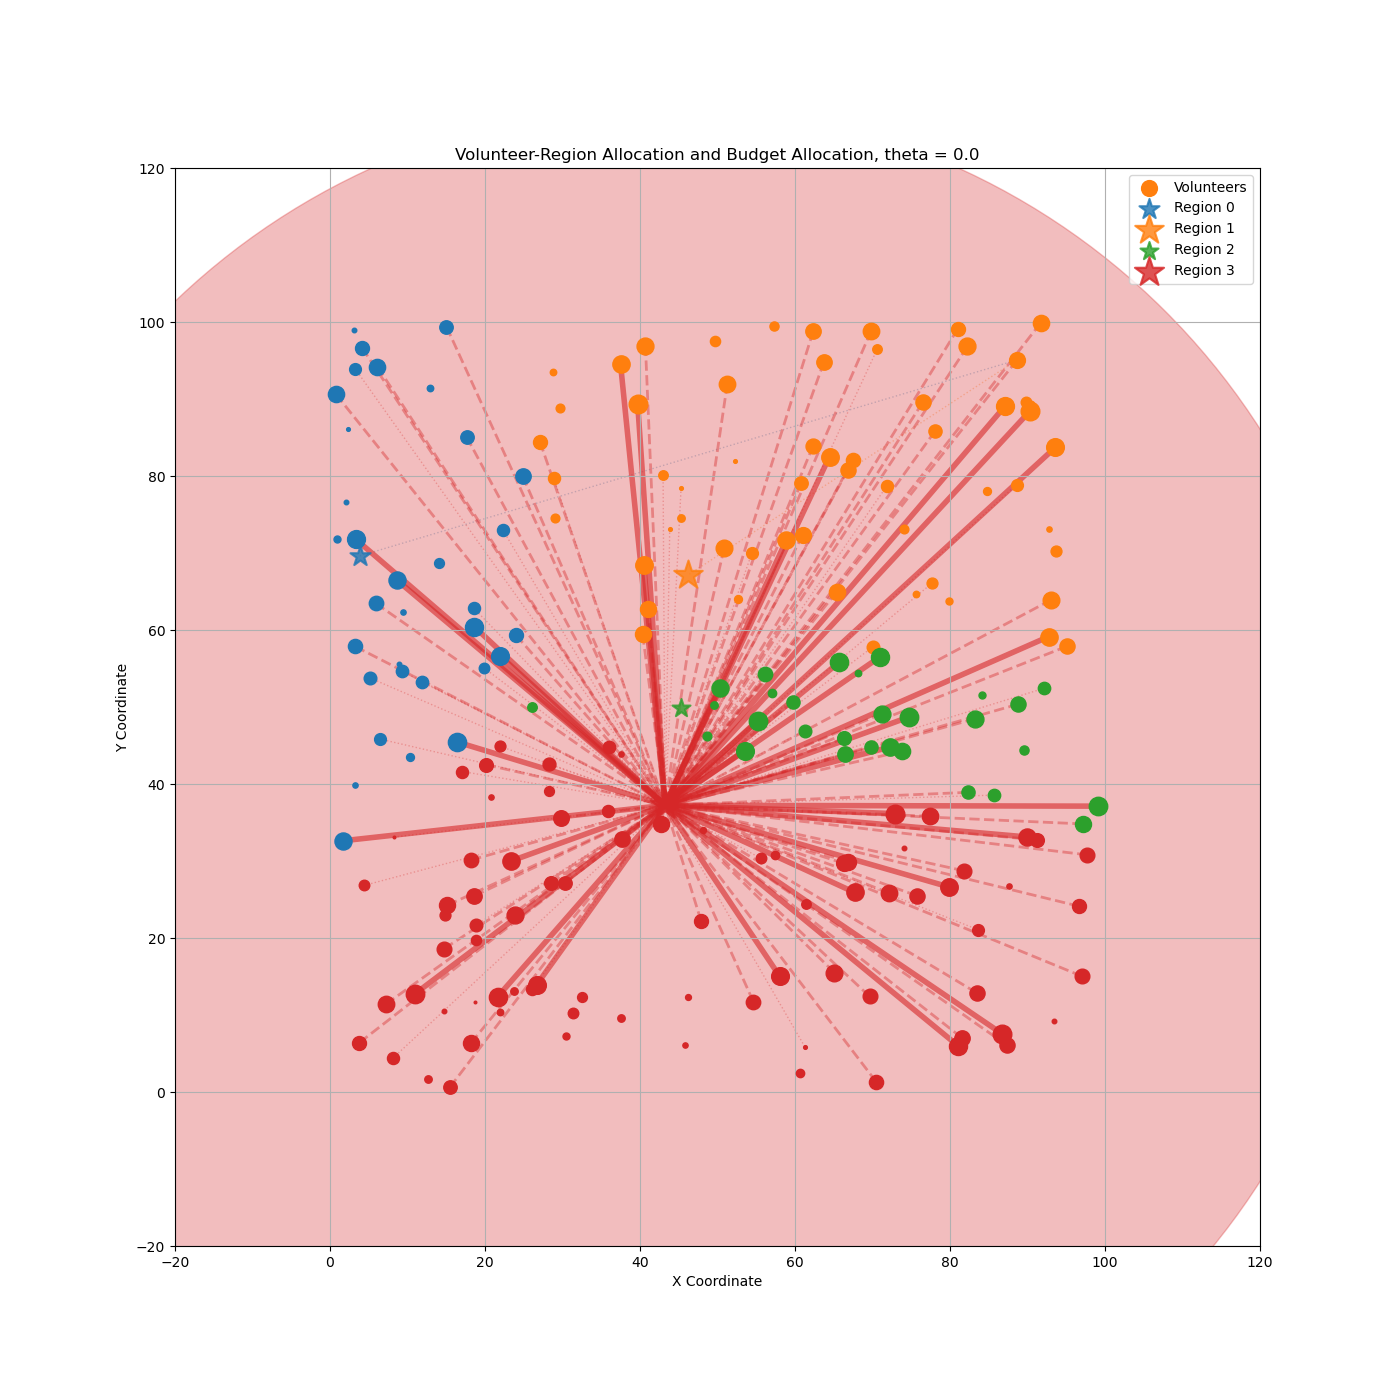 Volunteer-Region Allocation and Budget Allocation, theta = 0.0
Volunteers
Region 0
Region 1
Region 2
Region 3
120
100
80
60
40
20
0
−20
Y Coordinate
−20 0 20 40 60 80 100 120
X Coordinate